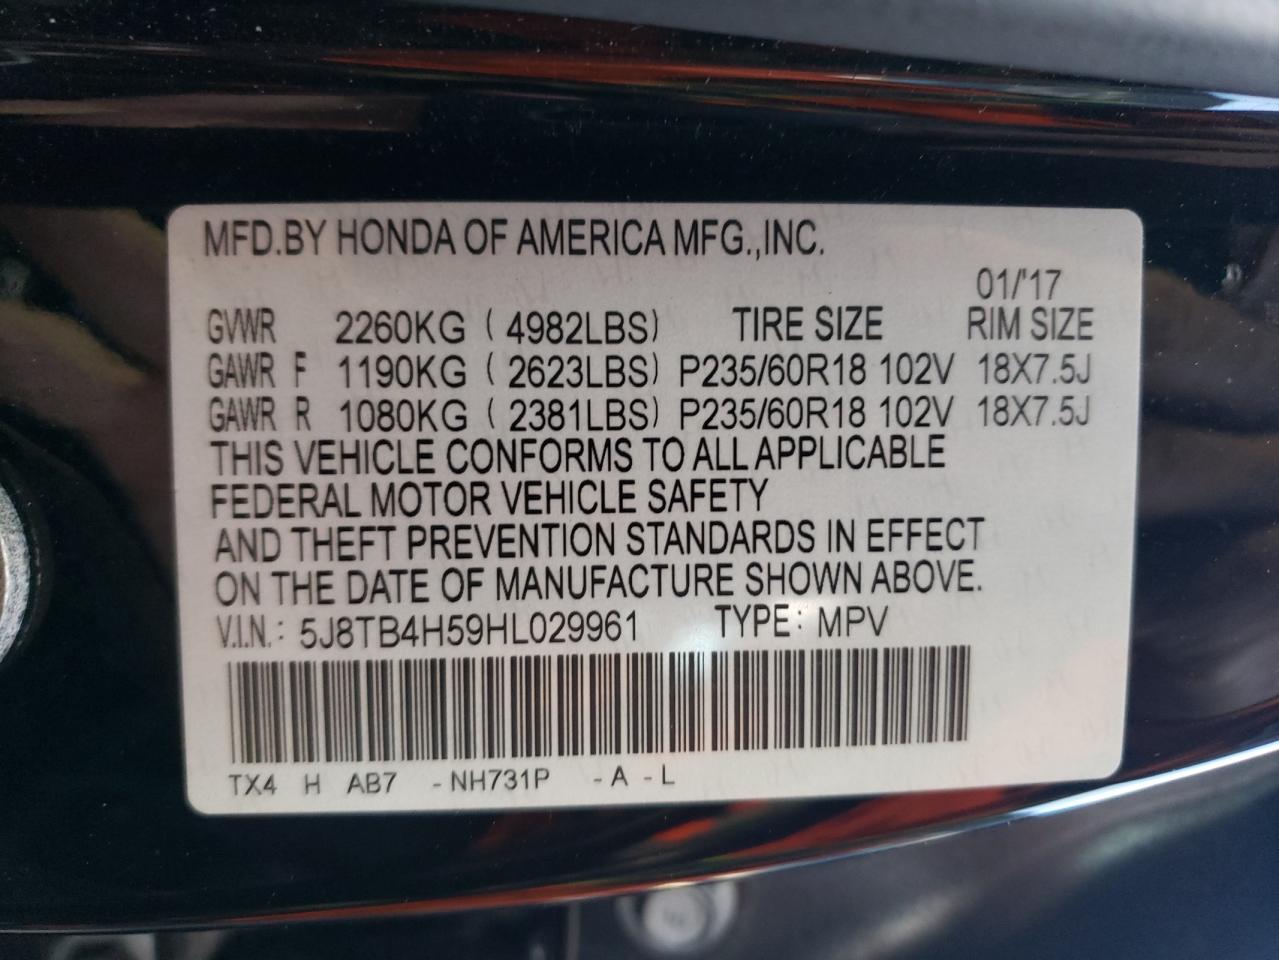 MFD.BY HONDA OF AMERICA MFG.,INC.
01/'17
GVWR 2260KG ( 4982LBS) TIRE SIZE RIM SIZE
GAWR F 1190KG ( 2623LBS) P235/60R18 102V 18X7.5J
GAWR R 1080KG ( 2381LBS) P235/60R18 102V 18X7.5J
THIS VEHICLE CONFORMS TO ALL APPLICABLE
FEDERAL MOTOR VEHICLE SAFETY
AND THEFT PREVENTION STANDARDS IN EFFECT
ON THE DATE OF MANUFACTURE SHOWN ABOVE.
V.I.N.: 5J8TB4H59HL029961 TYPE: MPV
TX4 H AB7 -NH731P -A -L